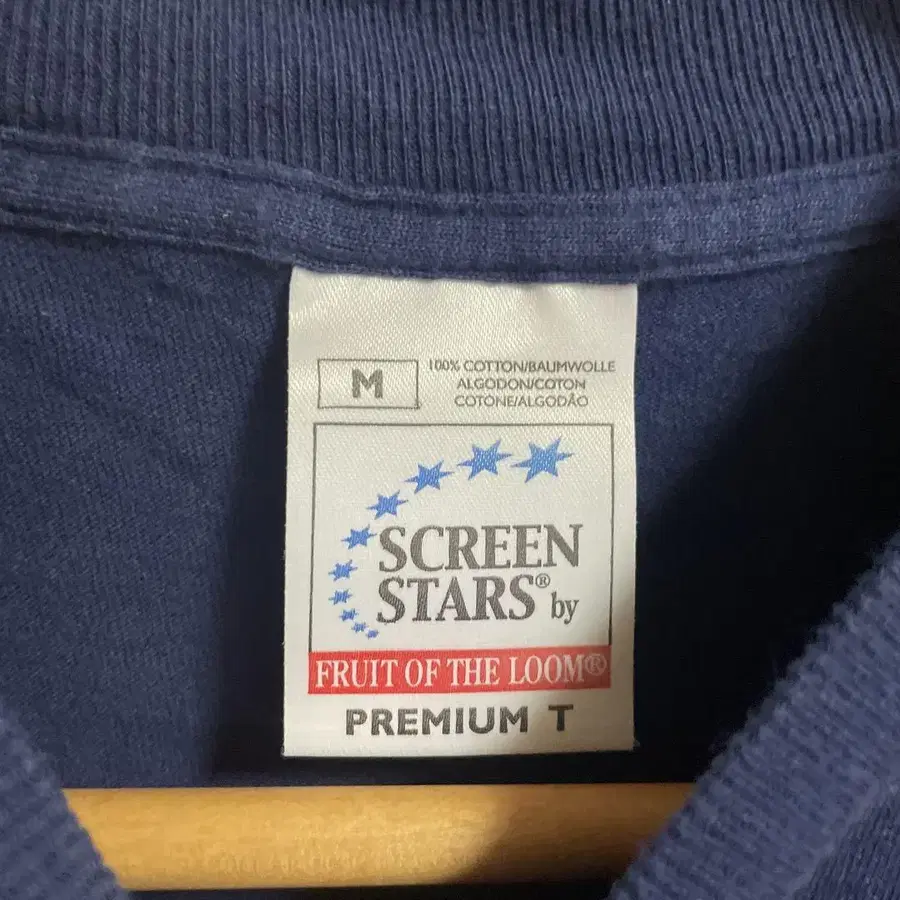 M
100% COTTON/BAUMWOLLE
ALGODON/COTON
COTONE/ALGODÃO
SCREEN
STARS® by
FRUIT OF THE LOOM®
PREMIUM T